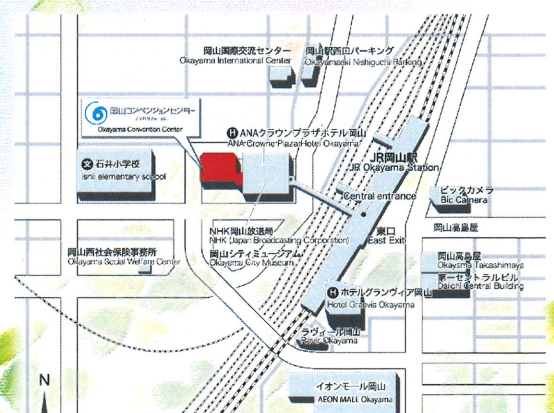 岡山国際交流センター
Okayama International Center
岡山駅西口パーキング
Okayamaeki Nishiguchi Parking
岡山コンベンションセンター
Okayama Convention Center
H ANAクラウンプラザホテル岡山
ANA Crowne Plaza Hotel Okayama
文 石井小学校
Ishii elemantary school
JR岡山駅
JR Okayama Station
Central entrance
ビックカメラ
Bic Camera
岡山高島屋
NHK岡山放送局
NHK (Japan Broadcasting Corporation)
岡山シティミュージアム
Okayama City Museum
東口
East Exit
岡山西社会保険事務所
Okayama Social Welfare Center
岡山高島屋
Okayama Takashimaya
第一セントラルビル
Daiichi Central Building
H ホテルグランヴィア岡山
Hotel Granvia Okayama
ラヴィール岡山
Okayama
イオンモール岡山
AEON MALL Okayama
N